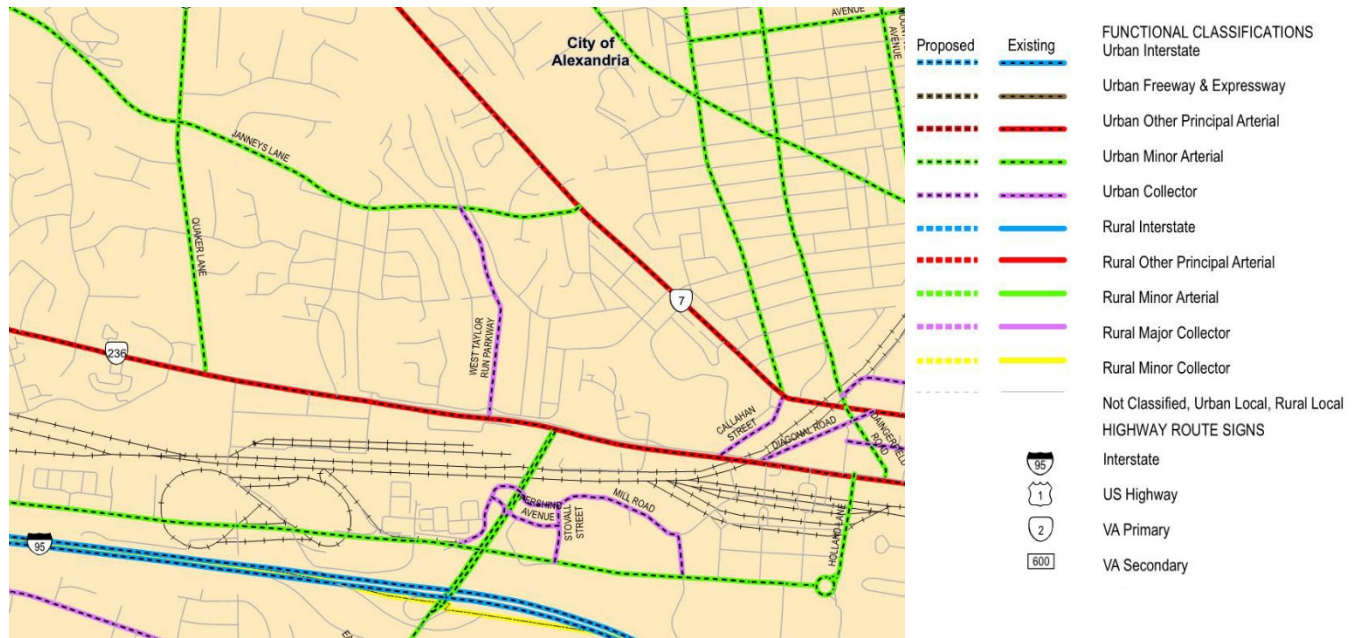 AVENUE
MOUNT
AVENUE
City of
Alexandria
JANNEYS LANE
QUAKER LANE
7
WEST TAYLOR
RUN PARKWAY
236
CALLAHAN
STREET
DIAGONAL ROAD
DAINGERFIELD
ROAD
PERSHING
AVENUE
STOVALL
STREET
MILL ROAD
HOLLAND LANE
95
Proposed
Existing
FUNCTIONAL CLASSIFICATIONS
Urban Interstate
Urban Freeway & Expressway
Urban Other Principal Arterial
Urban Minor Arterial
Urban Collector
Rural Interstate
Rural Other Principal Arterial
Rural Minor Arterial
Rural Major Collector
Rural Minor Collector
Not Classified, Urban Local, Rural Local
HIGHWAY ROUTE SIGNS
95
Interstate
1
US Highway
2
VA Primary
600
VA Secondary